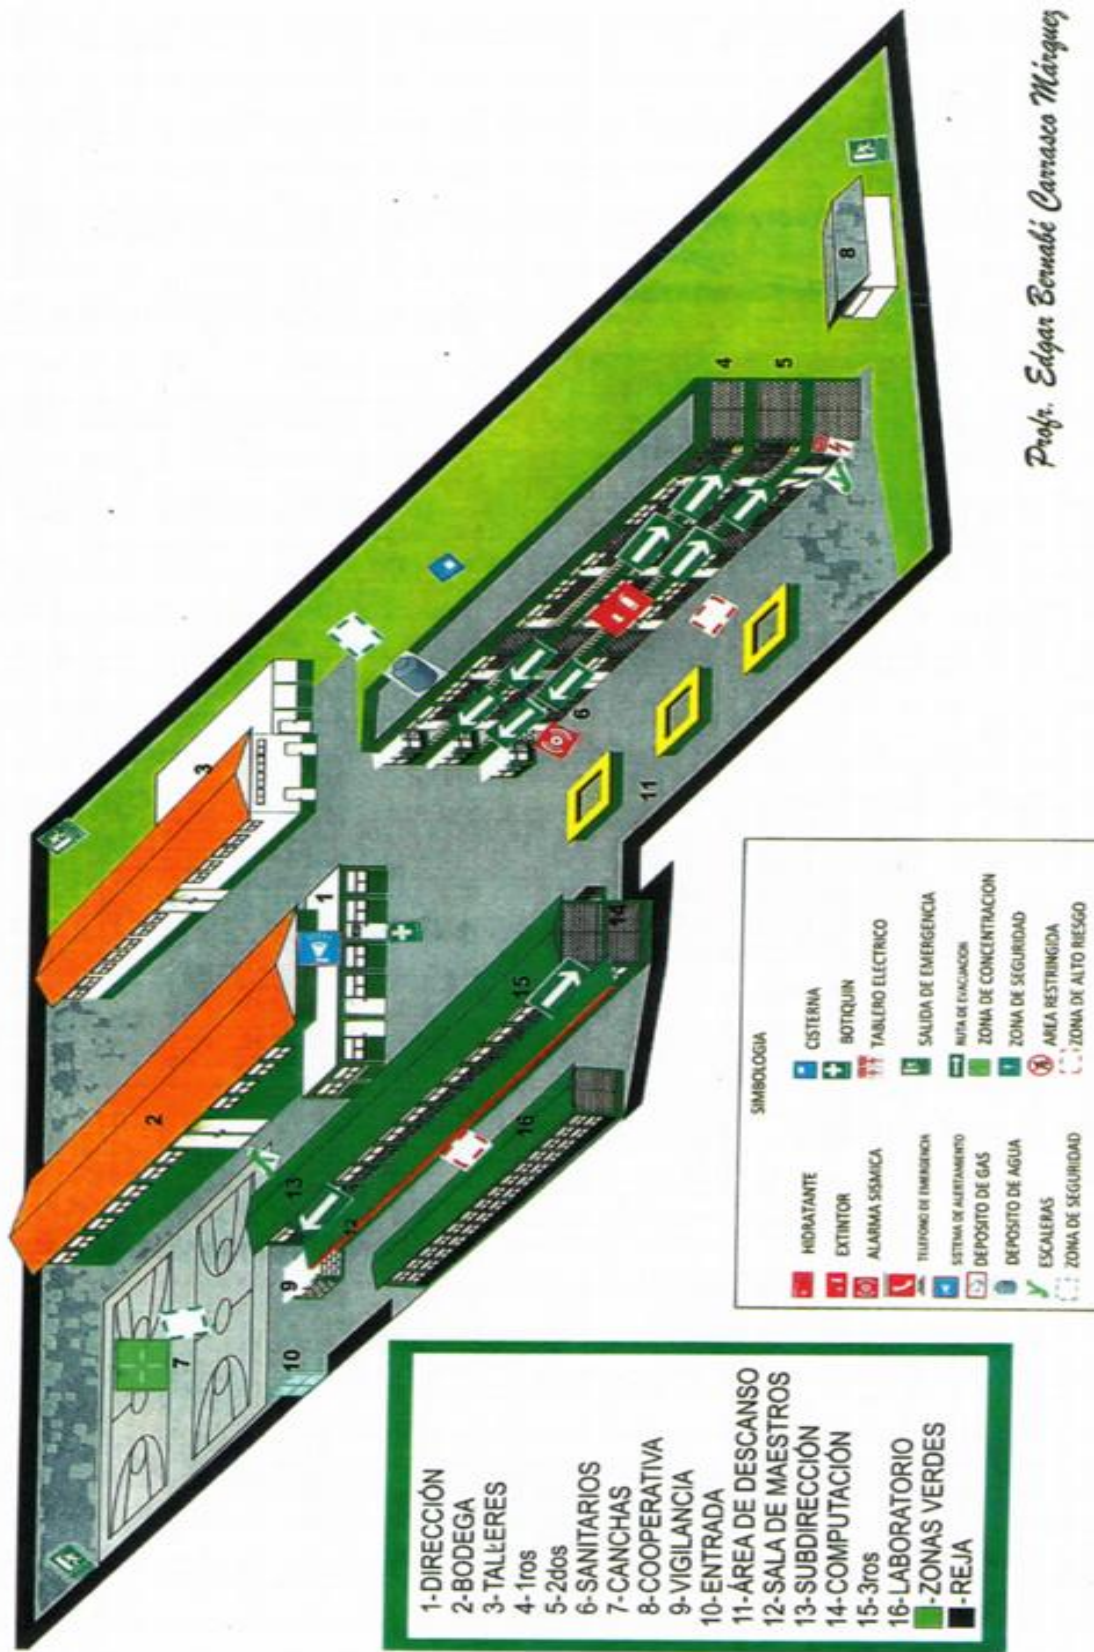 Profr. Edgar Bernabé Carrasco Márquez
1
2
3
4
5
6
7
8
9
10
11
12
13
14
15
16
1-DIRECCIÓN
2-BODEGA
3- TALLERES
4- 1ros
5-2dos
6-SANITARIOS
7-CANCHAS
8-COOPERATIVA
9-VIGILANCIA
10-ENTRADA
11-ÁREA DE DESCANSO
12-SALA DE MAESTROS
13-SUBDIRECCIÓN
14-COMPUTACIÓN
15-3ros
16-LABORATORIO
-ZONAS VERDES
-REJA
SIMBOLOGIA
HIDRATANTE
EXTINTOR
ALARMA SISMICA
TELEFONO DE EMERGENCIA
SISTEMA DE ALERTAMIENTO
DEPOSITO DE GAS
DEPOSITO DE AGUA
ESCALERAS
ZONA DE SEGURIDAD
CISTERNA
BOTIQUIN
TABLERO ELECTRICO
SALIDA DE EMERGENCIA
RUTA DE EVACUACION
ZONA DE CONCENTRACION
ZONA DE SEGURIDAD
AREA RESTRINGIDA
ZONA DE ALTO RIESGO